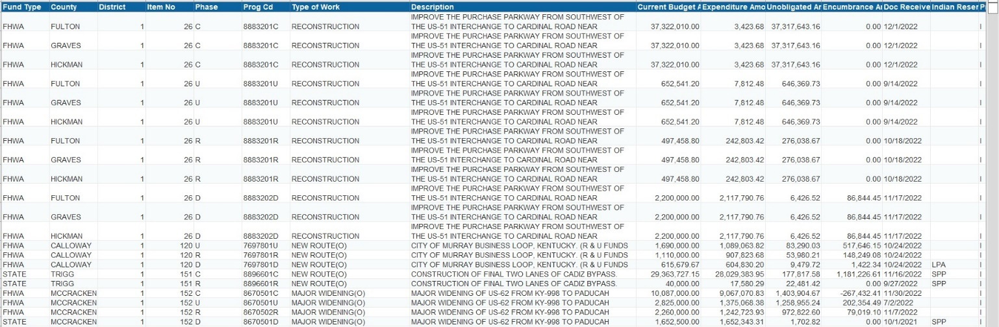 Fund Type County District Item No Phase Prog Cd Type of Work Description Current Budget A Expenditure Amo Unobligated Ar Encumbrance Ai Doc Receive Indian Reser P
IMPROVE THE PURCHASE PARKWAY FROM SOUTHWEST OF
FHWA FULTON 1 26 C 8883201C RECONSTRUCTION THE US-51 INTERCHANGE TO CARDINAL ROAD NEAR 37,322,010.00 3,423.68 37,317,643.16 0.00 12/1/2022 I
IMPROVE THE PURCHASE PARKWAY FROM SOUTHWEST OF
FHWA GRAVES 1 26 C 8883201C RECONSTRUCTION THE US-51 INTERCHANGE TO CARDINAL ROAD NEAR 37,322,010.00 3,423.68 37,317,643.16 0.00 12/1/2022 I
IMPROVE THE PURCHASE PARKWAY FROM SOUTHWEST OF
FHWA HICKMAN 1 26 C 8883201C RECONSTRUCTION THE US-51 INTERCHANGE TO CARDINAL ROAD NEAR 37,322,010.00 3,423.68 37,317,643.16 0.00 12/1/2022 I
IMPROVE THE PURCHASE PARKWAY FROM SOUTHWEST OF
FHWA FULTON 1 26 U 8883201U RECONSTRUCTION THE US-51 INTERCHANGE TO CARDINAL ROAD NEAR 652,541.20 7,812.48 646,369.73 0.00 9/14/2022 I
IMPROVE THE PURCHASE PARKWAY FROM SOUTHWEST OF
FHWA GRAVES 1 26 U 8883201U RECONSTRUCTION THE US-51 INTERCHANGE TO CARDINAL ROAD NEAR 652,541.20 7,812.48 646,369.73 0.00 9/14/2022 I
IMPROVE THE PURCHASE PARKWAY FROM SOUTHWEST OF
FHWA HICKMAN 1 26 U 8883201U RECONSTRUCTION THE US-51 INTERCHANGE TO CARDINAL ROAD NEAR 652,541.20 7,812.48 646,369.73 0.00 9/14/2022 I
IMPROVE THE PURCHASE PARKWAY FROM SOUTHWEST OF
FHWA FULTON 1 26 R 8883201R RECONSTRUCTION THE US-51 INTERCHANGE TO CARDINAL ROAD NEAR 497,458.80 242,803.42 276,038.67 0.00 10/18/2022 I
IMPROVE THE PURCHASE PARKWAY FROM SOUTHWEST OF
FHWA GRAVES 1 26 R 8883201R RECONSTRUCTION THE US-51 INTERCHANGE TO CARDINAL ROAD NEAR 497,458.80 242,803.42 276,038.67 0.00 10/18/2022 I
IMPROVE THE PURCHASE PARKWAY FROM SOUTHWEST OF
FHWA HICKMAN 1 26 R 8883201R RECONSTRUCTION THE US-51 INTERCHANGE TO CARDINAL ROAD NEAR 497,458.80 242,803.42 276,038.67 0.00 10/18/2022 I
IMPROVE THE PURCHASE PARKWAY FROM SOUTHWEST OF
FHWA FULTON 1 26 D 8883202D RECONSTRUCTION THE US-51 INTERCHANGE TO CARDINAL ROAD NEAR 2,200,000.00 2,117,790.76 6,426.52 86,844.45 11/17/2022 I
IMPROVE THE PURCHASE PARKWAY FROM SOUTHWEST OF
FHWA GRAVES 1 26 D 8883202D RECONSTRUCTION THE US-51 INTERCHANGE TO CARDINAL ROAD NEAR 2,200,000.00 2,117,790.76 6,426.52 86,844.45 11/17/2022 I
IMPROVE THE PURCHASE PARKWAY FROM SOUTHWEST OF
FHWA HICKMAN 1 26 D 8883202D RECONSTRUCTION THE US-51 INTERCHANGE TO CARDINAL ROAD NEAR 2,200,000.00 2,117,790.76 6,426.52 86,844.45 11/17/2022 I
FHWA CALLOWAY 1 120 U 7697801U NEW ROUTE(O) CITY OF MURRAY BUSINESS LOOP, KENTUCKY. (R & U FUNDS 1,690,000.00 1,089,063.82 83,290.03 517,646.15 10/24/2022 I
FHWA CALLOWAY 1 120 R 7697801R NEW ROUTE(O) CITY OF MURRAY BUSINESS LOOP, KENTUCKY. (R & U FUNDS 1,110,000.00 907,823.68 53,980.21 148,249.08 10/24/2022 I
FHWA CALLOWAY 1 120 D 7697801D NEW ROUTE(O) CITY OF MURRAY BUSINESS LOOP, KENTUCKY. (R & U FUNDS 615,679.67 604,830.20 9,479.72 1,422.34 10/24/2022 LPA I
STATE TRIGG 1 151 C 8896601C NEW ROUTE(O) CONSTRUCTION OF FINAL TWO LANES OF CADIZ BYPASS. 29,363,727.15 28,029,383.95 177,817.58 1,181,226.61 11/16/2022 SPP I
STATE TRIGG 1 151 R 8896601R NEW ROUTE(O) CONSTRUCTION OF FINAL TWO LANES OF CADIZ BYPASS. 40,000.00 17,580.29 22,481.42 0.00 9/27/2022 SPP I
FHWA MCCRACKEN 1 152 C 8670501C MAJOR WIDENING(O) MAJOR WIDENING OF US-62 FROM KY-998 TO PADUCAH 10,087,000.00 9,067,070.83 1,403,904.67 -267,432.41 11/30/2022 I
FHWA MCCRACKEN 1 152 U 8670501U MAJOR WIDENING(O) MAJOR WIDENING OF US-62 FROM KY-998 TO PADUCAH 2,825,000.00 1,375,068.38 1,258,955.24 202,354.49 7/2/2022 I
FHWA MCCRACKEN 1 152 R 8670502R MAJOR WIDENING(O) MAJOR WIDENING OF US-62 FROM KY-998 TO PADUCAH 2,260,000.00 1,242,723.93 972,822.60 79,019.10 11/7/2022 I
STATE MCCRACKEN 1 152 D 8670501D MAJOR WIDENING(O) MAJOR WIDENING OF US-62 FROM KY-998 TO PADUCAH 1,652,500.00 1,652,343.31 1,702.82 0.00 10/1/2021 SPP I